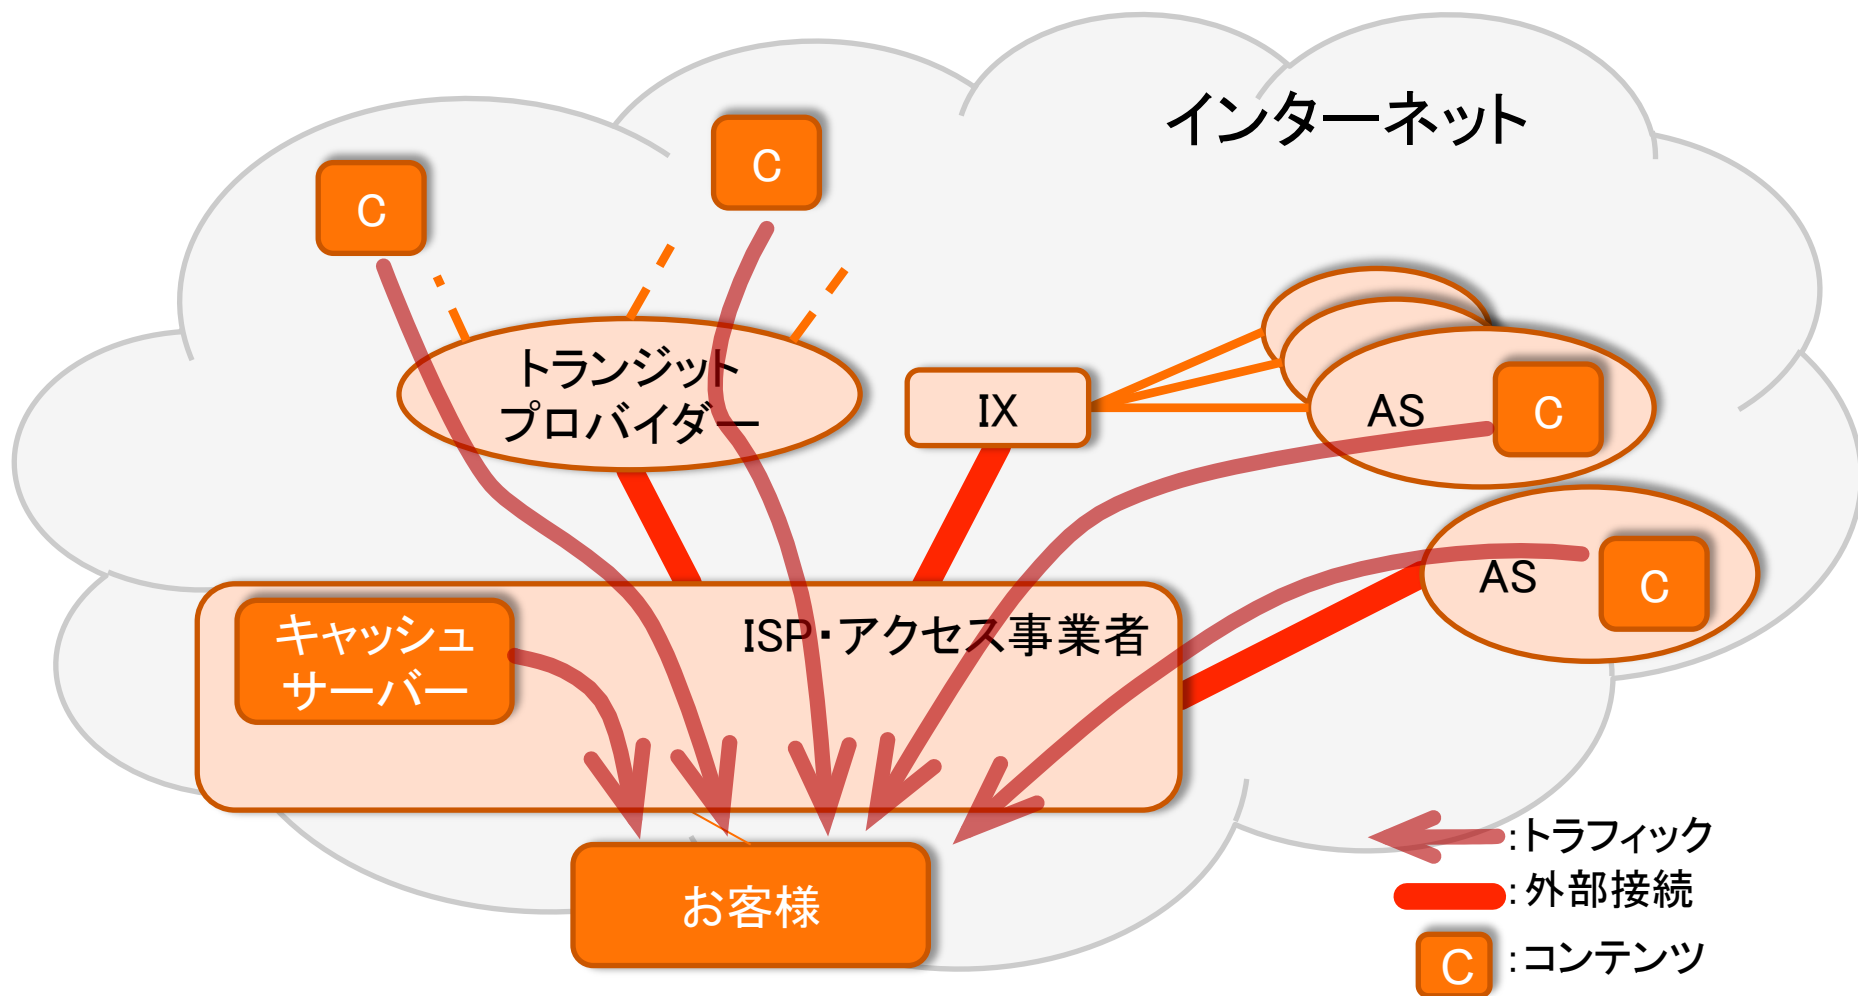 インターネット
C
C
トランジット
プロバイダー
IX
AS
C
AS
C
キャッシュ
サーバー
ISP・アクセス事業者
お客様
:トラフィック
:外部接続
C
:コンテンツ